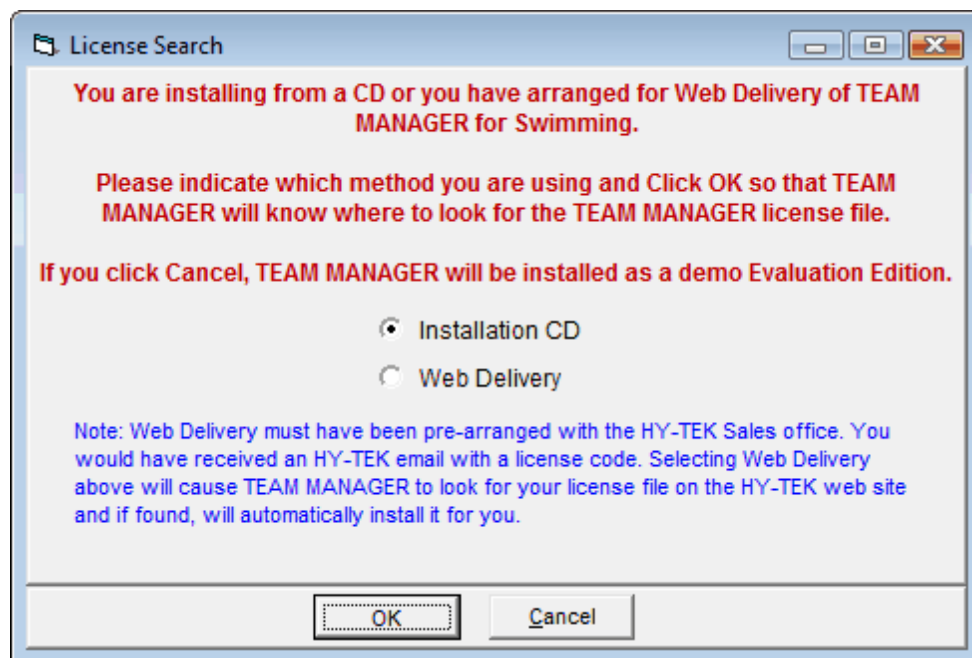 License Search
You are installing from a CD or you have arranged for Web Delivery of TEAM
MANAGER for Swimming.
Please indicate which method you are using and Click OK so that TEAM
MANAGER will know where to look for the TEAM MANAGER license file.
If you click Cancel, TEAM MANAGER will be installed as a demo Evaluation Edition.
Installation CD
Web Delivery
Note: Web Delivery must have been pre-arranged with the HY-TEK Sales office. You
would have received an HY-TEK email with a license code. Selecting Web Delivery
above will cause TEAM MANAGER to look for your license file on the HY-TEK web site
and if found, will automatically install it for you.
OK
Cancel